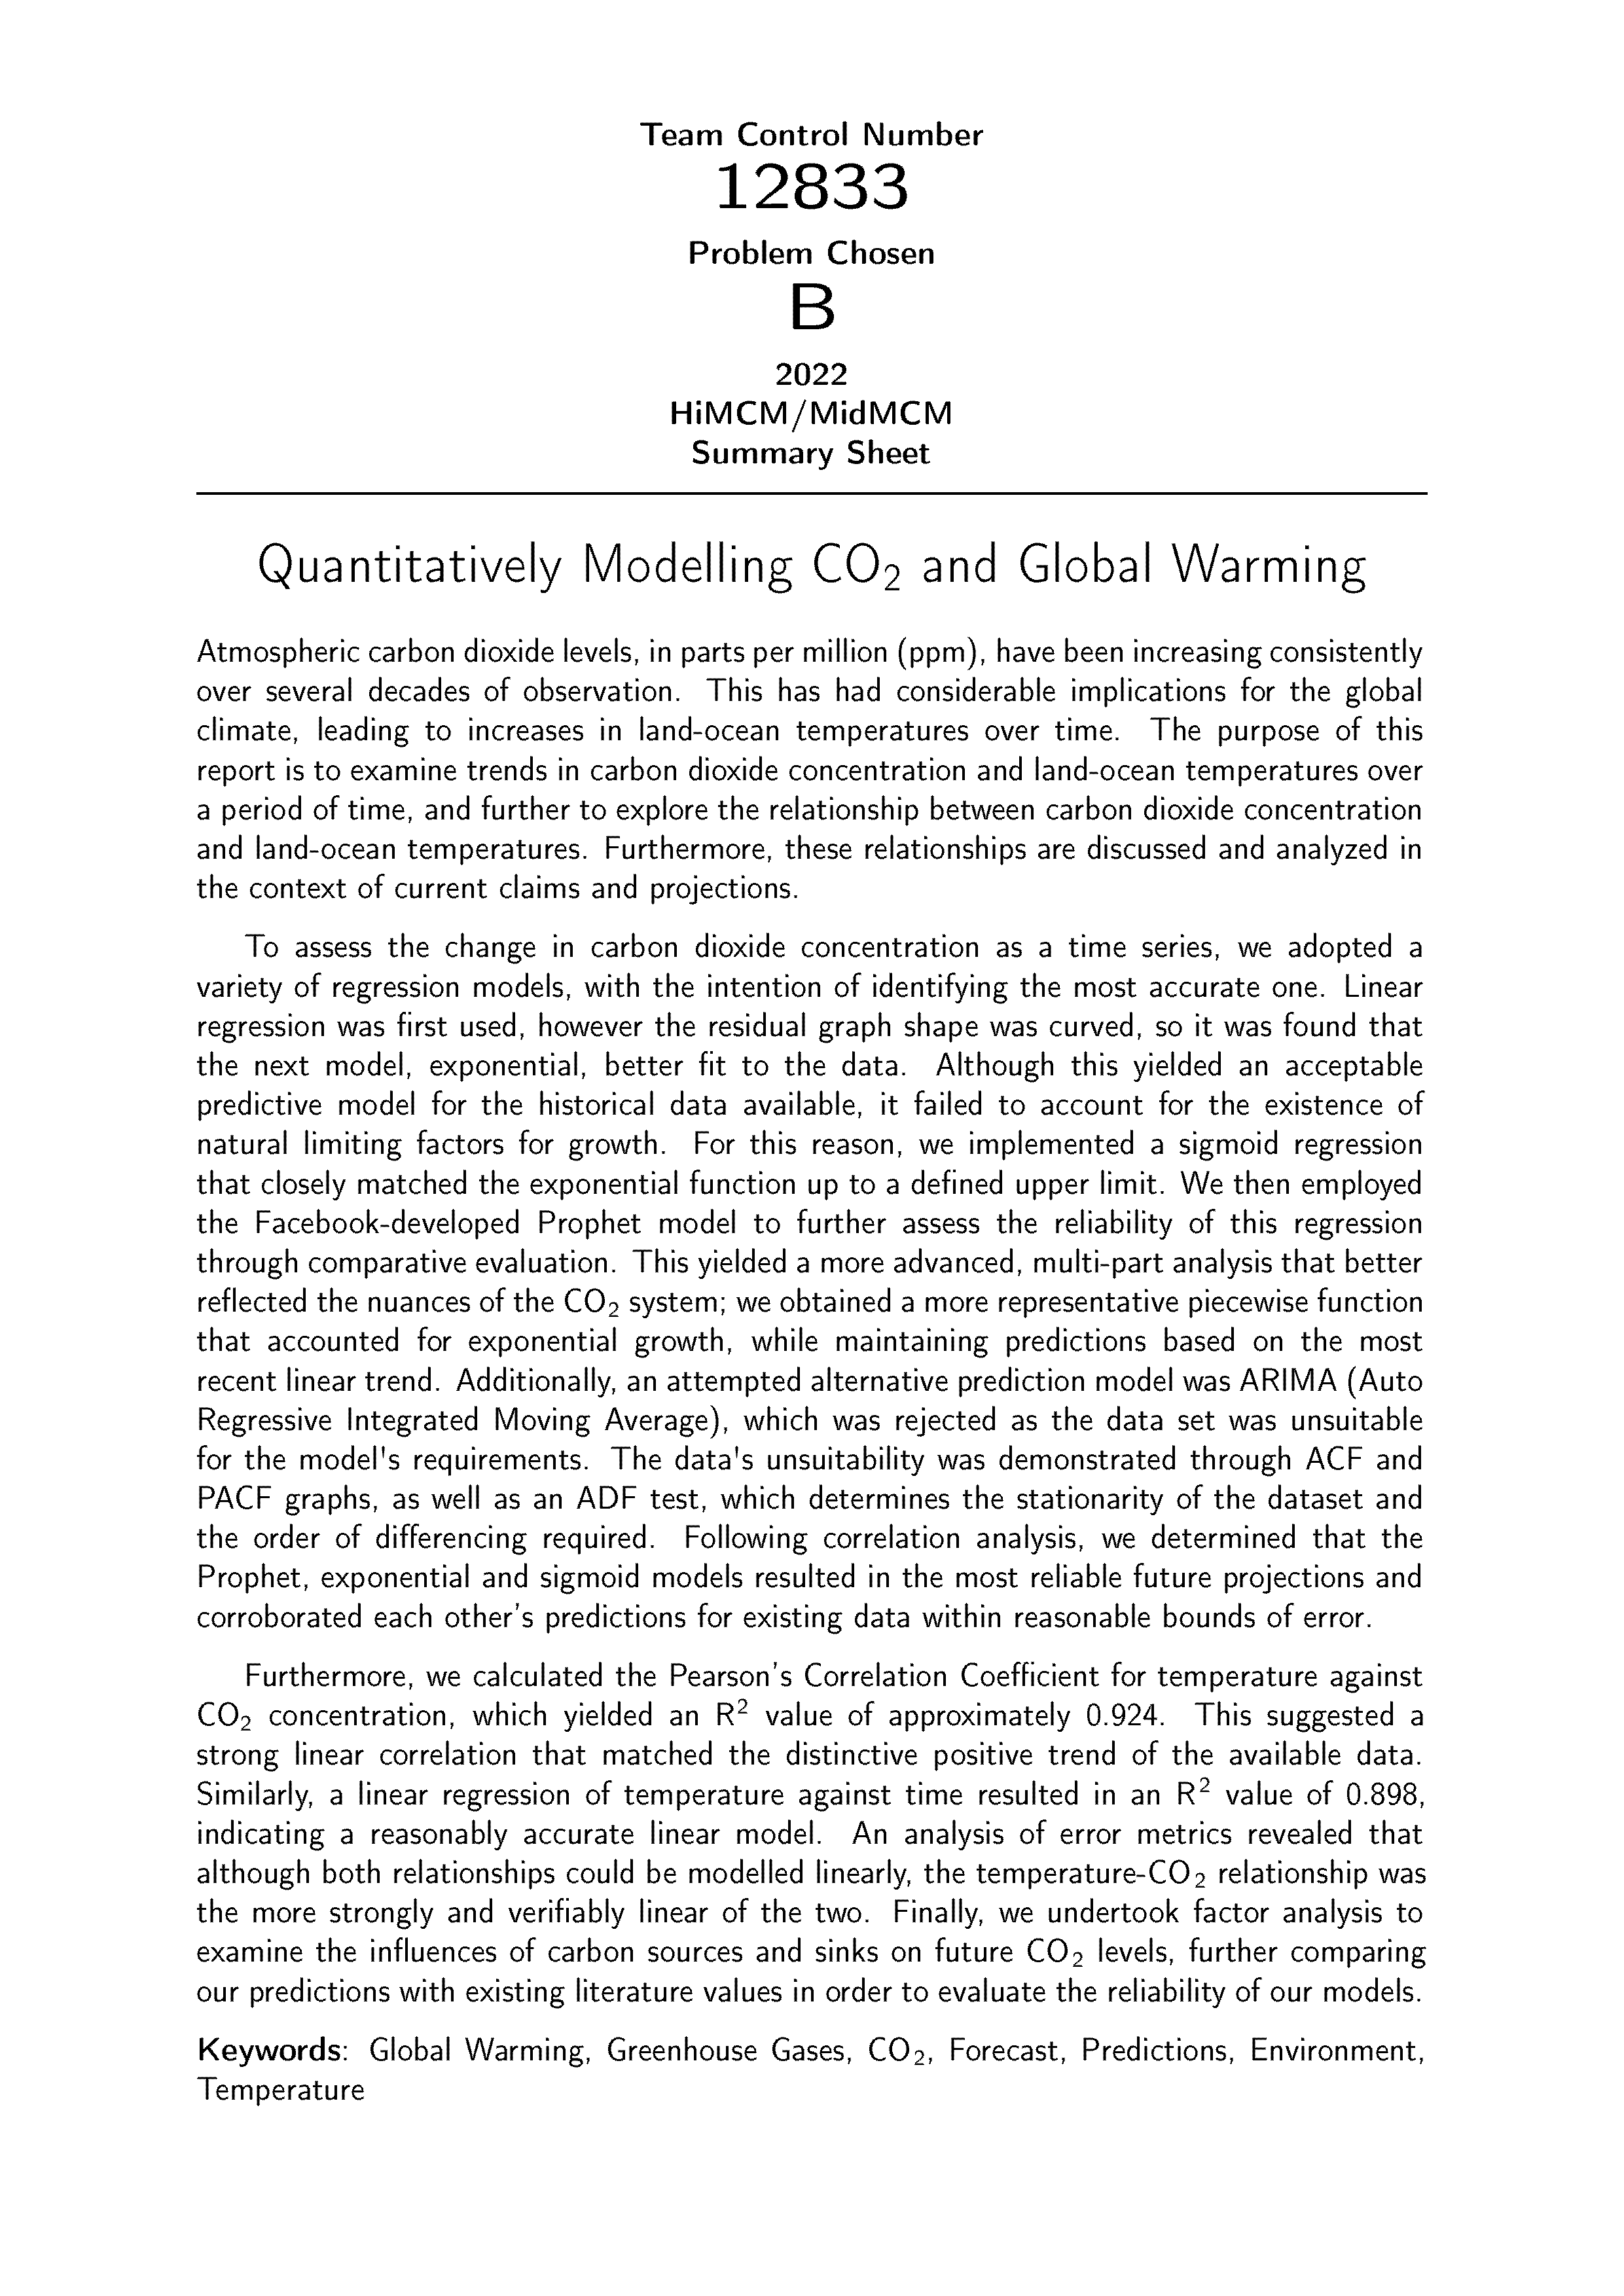 Team Control Number
12833
Problem Chosen
B
2022
HiMCM/MidMCM
Summary Sheet
Quantitatively Modelling CO₂ and Global Warming
Atmospheric carbon dioxide levels, in parts per million (ppm), have been increasing consistently
over several decades of observation. This has had considerable implications for the global
climate, leading to increases in land-ocean temperatures over time. The purpose of this
report is to examine trends in carbon dioxide concentration and land-ocean temperatures over
a period of time, and further to explore the relationship between carbon dioxide concentration
and land-ocean temperatures. Furthermore, these relationships are discussed and analyzed in
the context of current claims and projections.
To assess the change in carbon dioxide concentration as a time series, we adopted a
variety of regression models, with the intention of identifying the most accurate one. Linear
regression was first used, however the residual graph shape was curved, so it was found that
the next model, exponential, better fit to the data. Although this yielded an acceptable
predictive model for the historical data available, it failed to account for the existence of
natural limiting factors for growth. For this reason, we implemented a sigmoid regression
that closely matched the exponential function up to a defined upper limit. We then employed
the Facebook-developed Prophet model to further assess the reliability of this regression
through comparative evaluation. This yielded a more advanced, multi-part analysis that better
reflected the nuances of the CO₂ system; we obtained a more representative piecewise function
that accounted for exponential growth, while maintaining predictions based on the most
recent linear trend. Additionally, an attempted alternative prediction model was ARIMA (Auto
Regressive Integrated Moving Average), which was rejected as the data set was unsuitable
for the model's requirements. The data's unsuitability was demonstrated through ACF and
PACF graphs, as well as an ADF test, which determines the stationarity of the dataset and
the order of differencing required. Following correlation analysis, we determined that the
Prophet, exponential and sigmoid models resulted in the most reliable future projections and
corroborated each other's predictions for existing data within reasonable bounds of error.
Furthermore, we calculated the Pearson's Correlation Coefficient for temperature against
CO₂ concentration, which yielded an R² value of approximately 0.924. This suggested a
strong linear correlation that matched the distinctive positive trend of the available data.
Similarly, a linear regression of temperature against time resulted in an R² value of 0.898,
indicating a reasonably accurate linear model. An analysis of error metrics revealed that
although both relationships could be modelled linearly, the temperature-CO₂ relationship was
the more strongly and verifiably linear of the two. Finally, we undertook factor analysis to
examine the influences of carbon sources and sinks on future CO₂ levels, further comparing
our predictions with existing literature values in order to evaluate the reliability of our models.
Keywords: Global Warming, Greenhouse Gases, CO₂, Forecast, Predictions, Environment,
Temperature